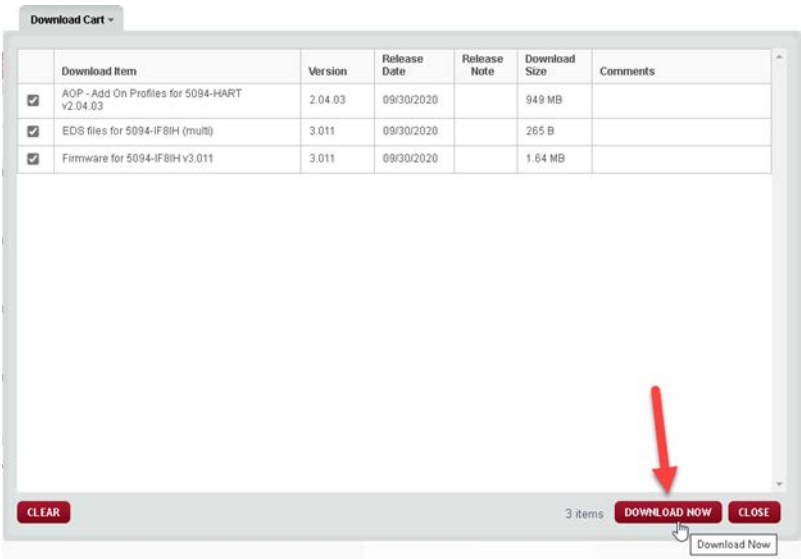 Download Cart
Download Item Version Release Date Release Note Download Size Comments
AOP - Add On Profiles for 5094-HART v2.04.03 2.04.03 09/30/2020 949 MB
EDS files for 5094-IF8IH (multi) 3.011 09/30/2020 265 B
Firmware for 5094-IF8IH v3.011 3.011 09/30/2020 1.64 MB
CLEAR 3 items DOWNLOAD NOW CLOSE
Download Now